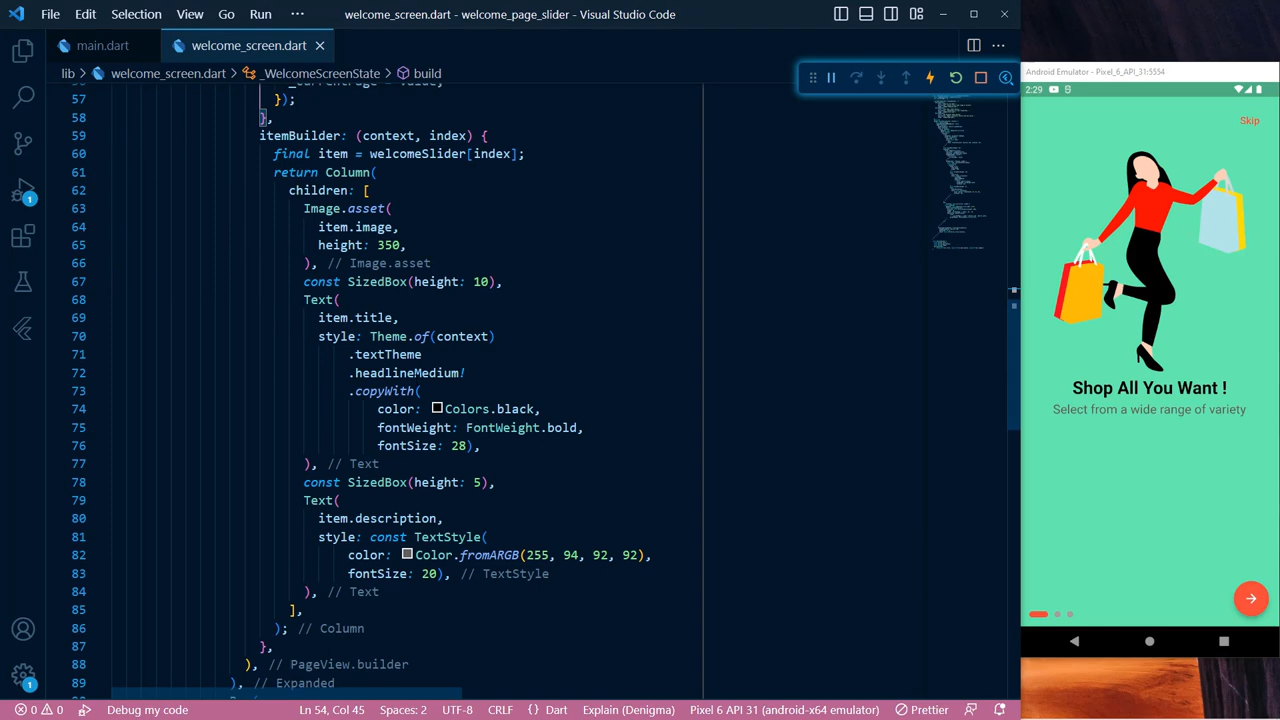 File Edit Selection View Go Run ··· welcome_screen.dart - welcome_page_slider - Visual Studio Code
main.dart welcome_screen.dart
lib > welcome_screen.dart > _WelcomeScreenState > build
57 });
58 },
59 itemBuilder: (context, index) {
60 final item = welcomeSlider[index];
61 return Column(
62 children: [
63 Image.asset(
64 item.image,
65 height: 350,
66 ), // Image.asset
67 const SizedBox(height: 10),
68 Text(
69 item.title,
70 style: Theme.of(context)
71 .textTheme
72 .headlineMedium!
73 .copyWith(
74 color: Colors.black,
75 fontWeight: FontWeight.bold,
76 fontSize: 28),
77 ), // Text
78 const SizedBox(height: 5),
79 Text(
80 item.description,
81 style: const TextStyle(
82 color: Color.fromARGB(255, 94, 92, 92),
83 fontSize: 20), // TextStyle
84 ), // Text
85 ],
86 ); // Column
87 },
88 ), // PageView.builder
89 ), // Expanded
1
1
0 0 Debug my code Ln 54, Col 45 Spaces: 2 UTF-8 CRLF {} Dart Explain (Denigma) Pixel 6 API 31 (android-x64 emulator) Prettier
Android Emulator - Pixel_6_API_31:5554
2:29
Skip
Shop All You Want !
Select from a wide range of variety